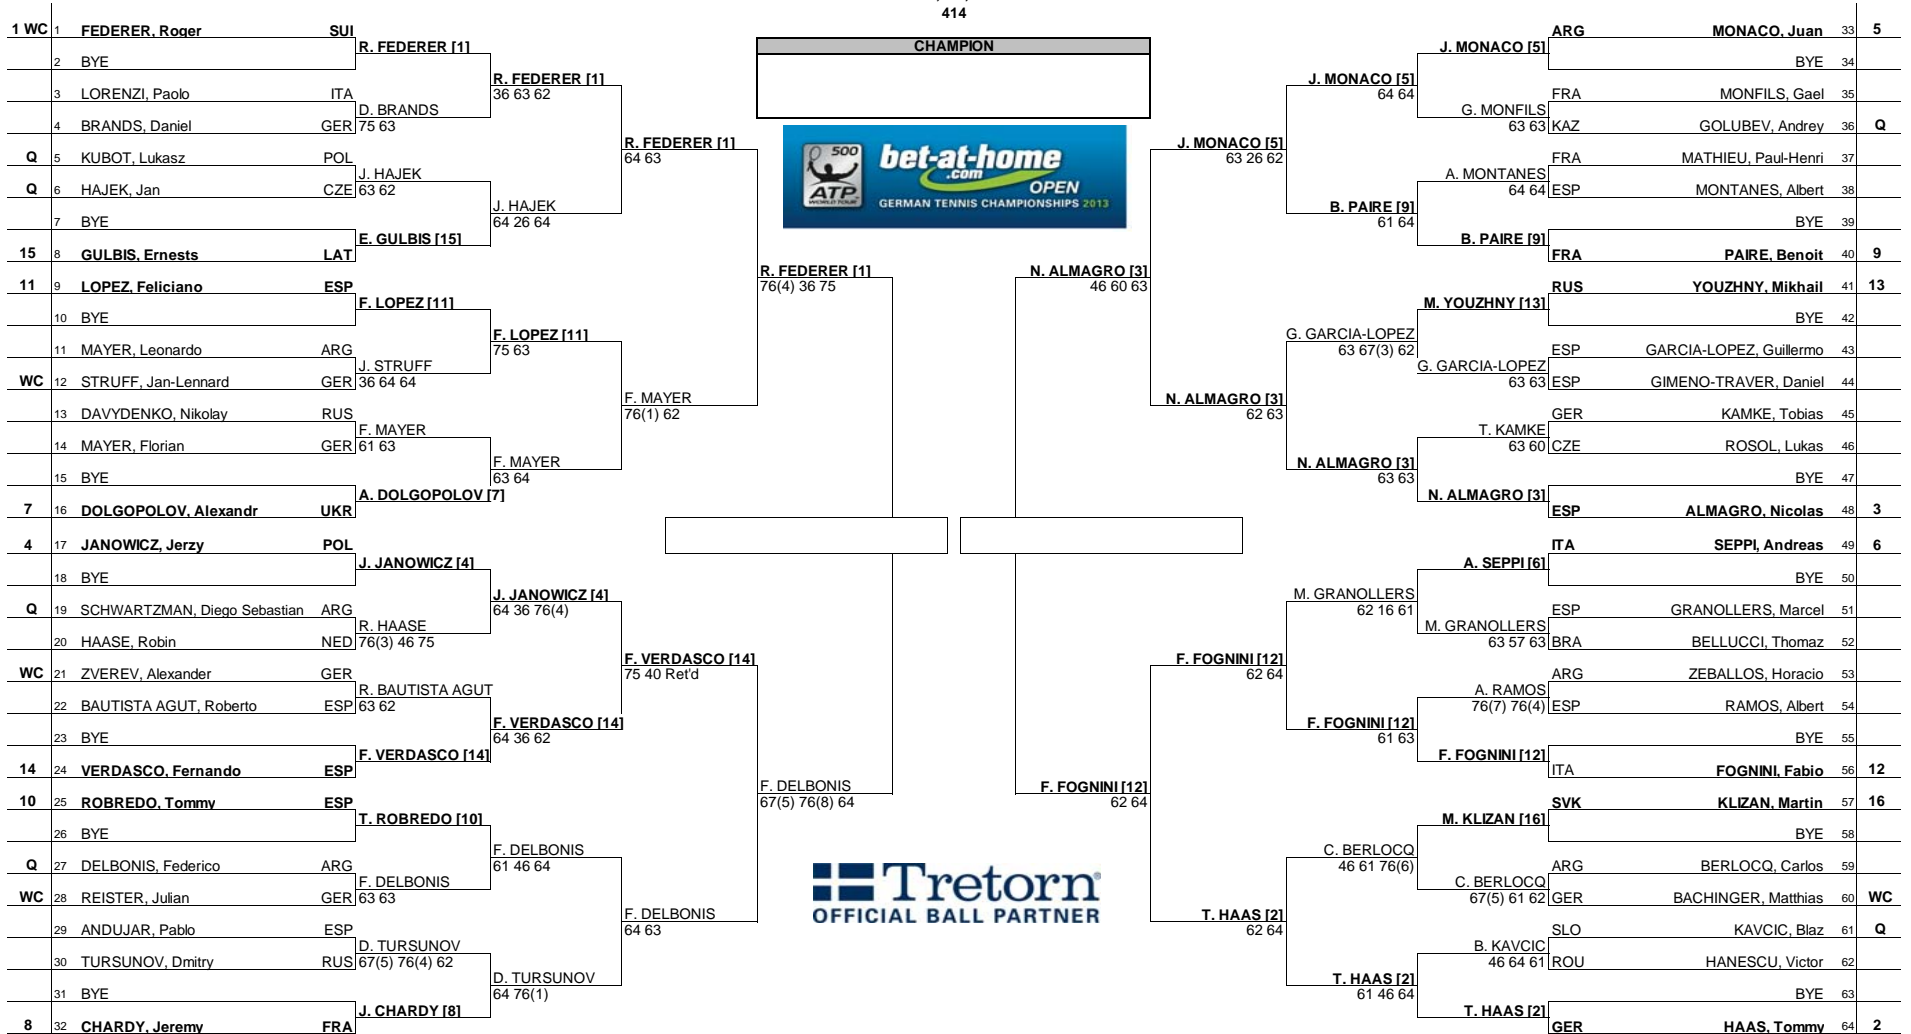 414
1 WC 1 FEDERER, Roger SUI
2 BYE
3 LORENZI, Paolo ITA
4 BRANDS, Daniel GER
Q 5 KUBOT, Lukasz POL
Q 6 HAJEK, Jan CZE
7 BYE
15 8 GULBIS, Ernests LAT
11 9 LOPEZ, Feliciano ESP
10 BYE
11 MAYER, Leonardo ARG
WC 12 STRUFF, Jan-Lennard GER
13 DAVYDENKO, Nikolay RUS
14 MAYER, Florian GER
15 BYE
7 16 DOLGOPOLOV, Alexandr UKR
4 17 JANOWICZ, Jerzy POL
18 BYE
Q 19 SCHWARTZMAN, Diego Sebastian ARG
20 HAASE, Robin NED
WC 21 ZVEREV, Alexander GER
22 BAUTISTA AGUT, Roberto ESP
23 BYE
14 24 VERDASCO, Fernando ESP
10 25 ROBREDO, Tommy ESP
26 BYE
Q 27 DELBONIS, Federico ARG
WC 28 REISTER, Julian GER
29 ANDUJAR, Pablo ESP
30 TURSUNOV, Dmitry RUS
31 BYE
8 32 CHARDY, Jeremy FRA
R. FEDERER [1]
D. BRANDS
75 63
J. HAJEK
63 62
E. GULBIS [15]
F. LOPEZ [11]
J. STRUFF
36 64 64
F. MAYER
61 63
A. DOLGOPOLOV [7]
J. JANOWICZ [4]
R. HAASE
76(3) 46 75
R. BAUTISTA AGUT
63 62
F. VERDASCO [14]
T. ROBREDO [10]
F. DELBONIS
63 63
D. TURSUNOV
67(5) 76(4) 62
J. CHARDY [8]
R. FEDERER [1]
36 63 62
J. HAJEK
64 26 64
F. LOPEZ [11]
75 63
F. MAYER
63 64
J. JANOWICZ [4]
64 36 76(4)
F. VERDASCO [14]
64 36 62
F. DELBONIS
61 46 64
D. TURSUNOV
64 76(1)
R. FEDERER [1]
64 63
F. MAYER
76(1) 62
F. VERDASCO [14]
75 40 Ret'd
F. DELBONIS
64 63
R. FEDERER [1]
76(4) 36 75
F. DELBONIS
67(5) 76(8) 64
CHAMPION
500
ATP
WORLD TOUR
bet-at-home
.com
OPEN
GERMAN TENNIS CHAMPIONSHIPS 2013
Tretorn
OFFICIAL BALL PARTNER
N. ALMAGRO [3]
46 60 63
F. FOGNINI [12]
62 64
J. MONACO [5]
63 26 62
N. ALMAGRO [3]
62 63
F. FOGNINI [12]
62 64
T. HAAS [2]
62 64
J. MONACO [5]
64 64
B. PAIRE [9]
61 64
G. GARCIA-LOPEZ
63 67(3) 62
N. ALMAGRO [3]
63 63
M. GRANOLLERS
62 16 61
F. FOGNINI [12]
61 63
C. BERLOCQ
46 61 76(6)
T. HAAS [2]
61 46 64
J. MONACO [5]
G. MONFILS
63 63
A. MONTANES
64 64
B. PAIRE [9]
M. YOUZHNY [13]
G. GARCIA-LOPEZ
63 63
T. KAMKE
63 60
N. ALMAGRO [3]
A. SEPPI [6]
M. GRANOLLERS
63 57 63
A. RAMOS
76(7) 76(4)
F. FOGNINI [12]
M. KLIZAN [16]
C. BERLOCQ
67(5) 61 62
B. KAVCIC
46 64 61
T. HAAS [2]
ARG MONACO, Juan 33 5
BYE 34
FRA MONFILS, Gael 35
KAZ GOLUBEV, Andrey 36 Q
FRA MATHIEU, Paul-Henri 37
ESP MONTANES, Albert 38
BYE 39
FRA PAIRE, Benoit 40 9
RUS YOUZHNY, Mikhail 41 13
BYE 42
ESP GARCIA-LOPEZ, Guillermo 43
ESP GIMENO-TRAVER, Daniel 44
GER KAMKE, Tobias 45
CZE ROSOL, Lukas 46
BYE 47
ESP ALMAGRO, Nicolas 48 3
ITA SEPPI, Andreas 49 6
BYE 50
ESP GRANOLLERS, Marcel 51
BRA BELLUCCI, Thomaz 52
ARG ZEBALLOS, Horacio 53
ESP RAMOS, Albert 54
BYE 55
ITA FOGNINI, Fabio 56 12
SVK KLIZAN, Martin 57 16
BYE 58
ARG BERLOCQ, Carlos 59
GER BACHINGER, Matthias 60 WC
SLO KAVCIC, Blaz 61 Q
ROU HANESCU, Victor 62
BYE 63
GER HAAS, Tommy 64 2